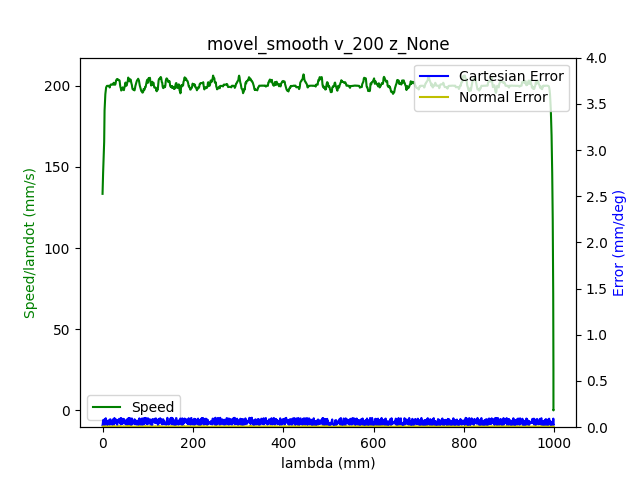 movel_smooth v_200 z_None
Cartesian Error
Normal Error
Speed
Speed/lamdot (mm/s)
Error (mm/deg)
200
150
100
50
0
4.0
3.5
3.0
2.5
2.0
1.5
1.0
0.5
0.0
0 200 400 600 800 1000
lambda (mm)